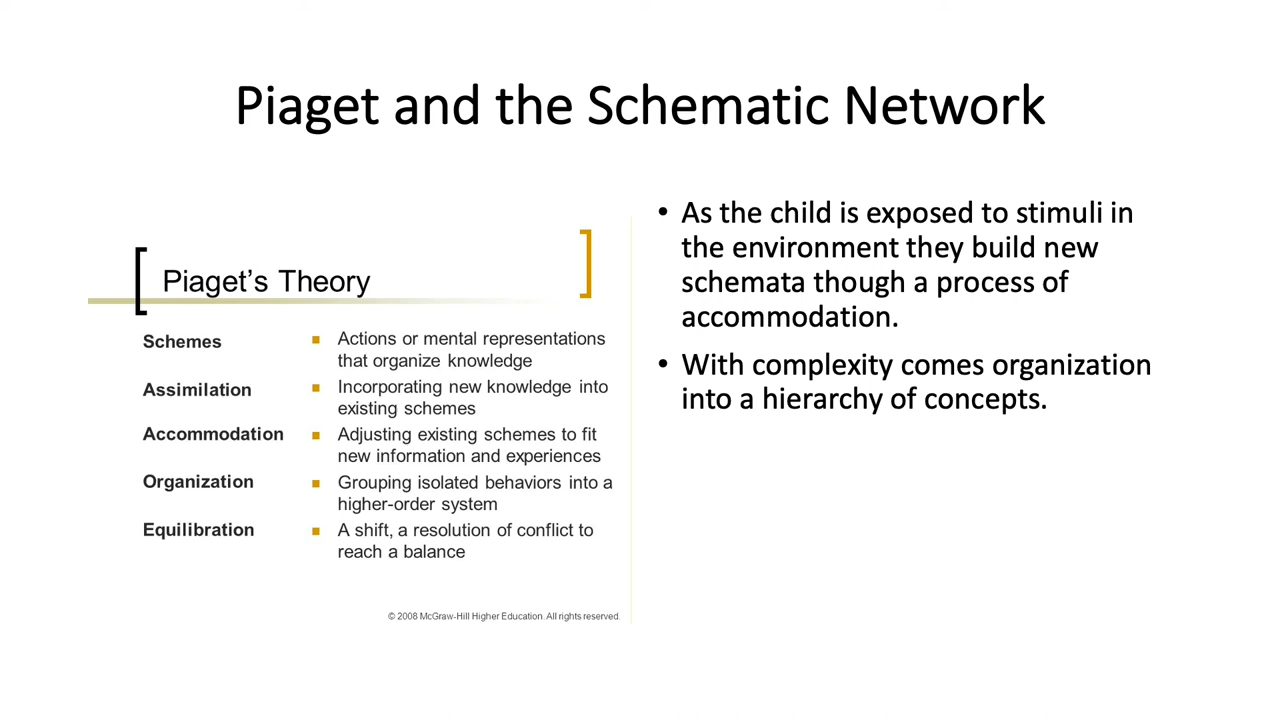 Piaget and the Schematic Network
Piaget's Theory
Schemes
Actions or mental representations
that organize knowledge
Assimilation
Incorporating new knowledge into
existing schemes
Accommodation
Adjusting existing schemes to fit
new information and experiences
Organization
Grouping isolated behaviors into a
higher-order system
Equilibration
A shift, a resolution of conflict to
reach a balance
© 2008 McGraw-Hill Higher Education. All rights reserved.
• As the child is exposed to stimuli in
the environment they build new
schemata though a process of
accommodation.
• With complexity comes organization
into a hierarchy of concepts.